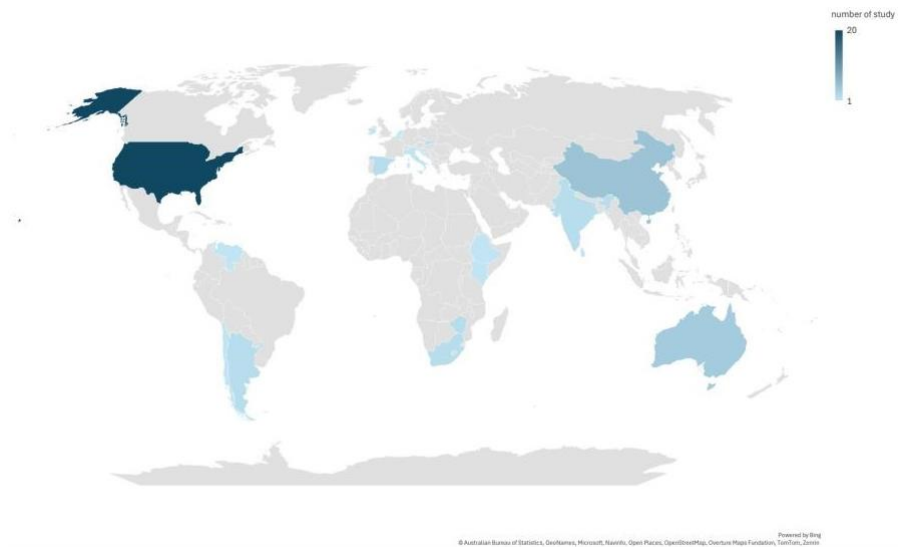 number of study
20
1
Powered by Bing
© Australian Bureau of Statistics, GeoNames, Microsoft, Navinfo, Open Places, OpenStreetMap, Overture Maps Fundation, TomTom, Zenrin